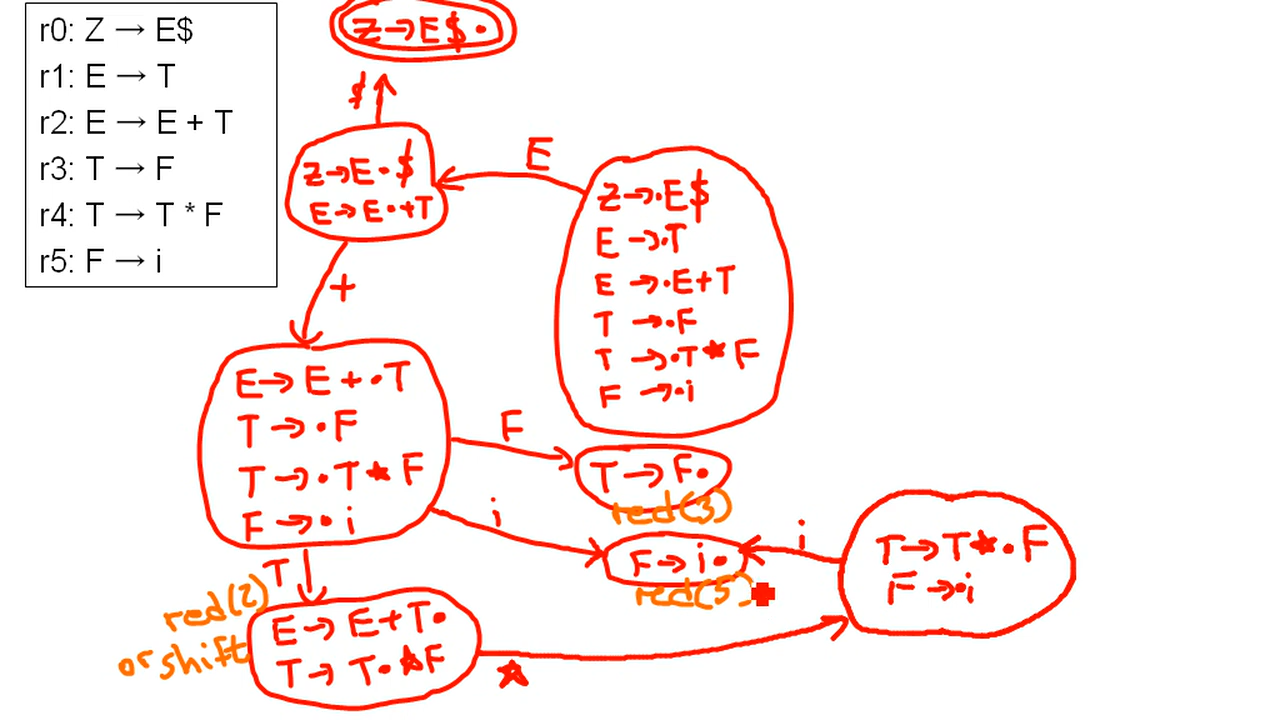 r0: Z → E$
r1: E → T
r2: E → E + T
r3: T → F
r4: T → T * F
r5: F → i
Z→E$•
$
Z→E•$
E→E•+T
E
Z→•E$
E→•T
E→•E+T
T→•F
T→•T*F
F→•i
+
E→E+•T
T→•F
T→•T*F
F→•i
F
T→F•
red(3)
i
F→i•
red(5)
i
T→T*•F
F→•i
T
red(2)
or shift
E→E+T•
T→T•*F
*